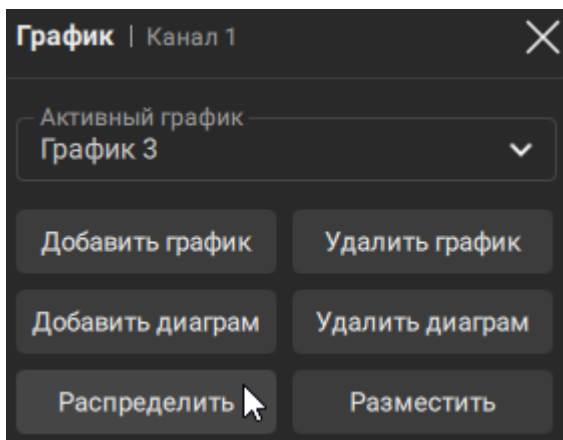 График | Канал 1
Активный график
График 3
Добавить график Удалить график
Добавить диаграм Удалить диаграм
Распределить Разместить